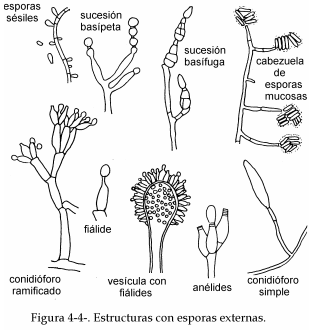 esporas
sésiles
sucesión
basípeta
sucesión
basífuga
cabezuela
de
esporas
mucosas
conidióforo
ramificado
fiálide
vesícula con
fiálides
anélides
conidióforo
simple
Figura 4-4-. Estructuras con esporas externas.